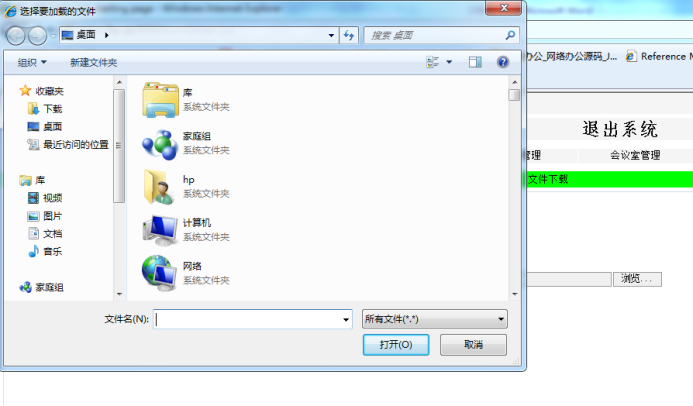 选择要加载的文件
Windows Internet Explorer
桌面
搜索 桌面
组织
新建文件夹
收藏夹
下载
桌面
最近访问的位置
库
视频
图片
文档
音乐
家庭组
库
系统文件夹
家庭组
系统文件夹
hp
系统文件夹
计算机
系统文件夹
网络
系统文件夹
文件名(N):
所有文件(*.*)
打开(O)
取消
公_网络办公源码_J...
Reference M
退出系统
管理
会议室管理
文件下载
浏览...